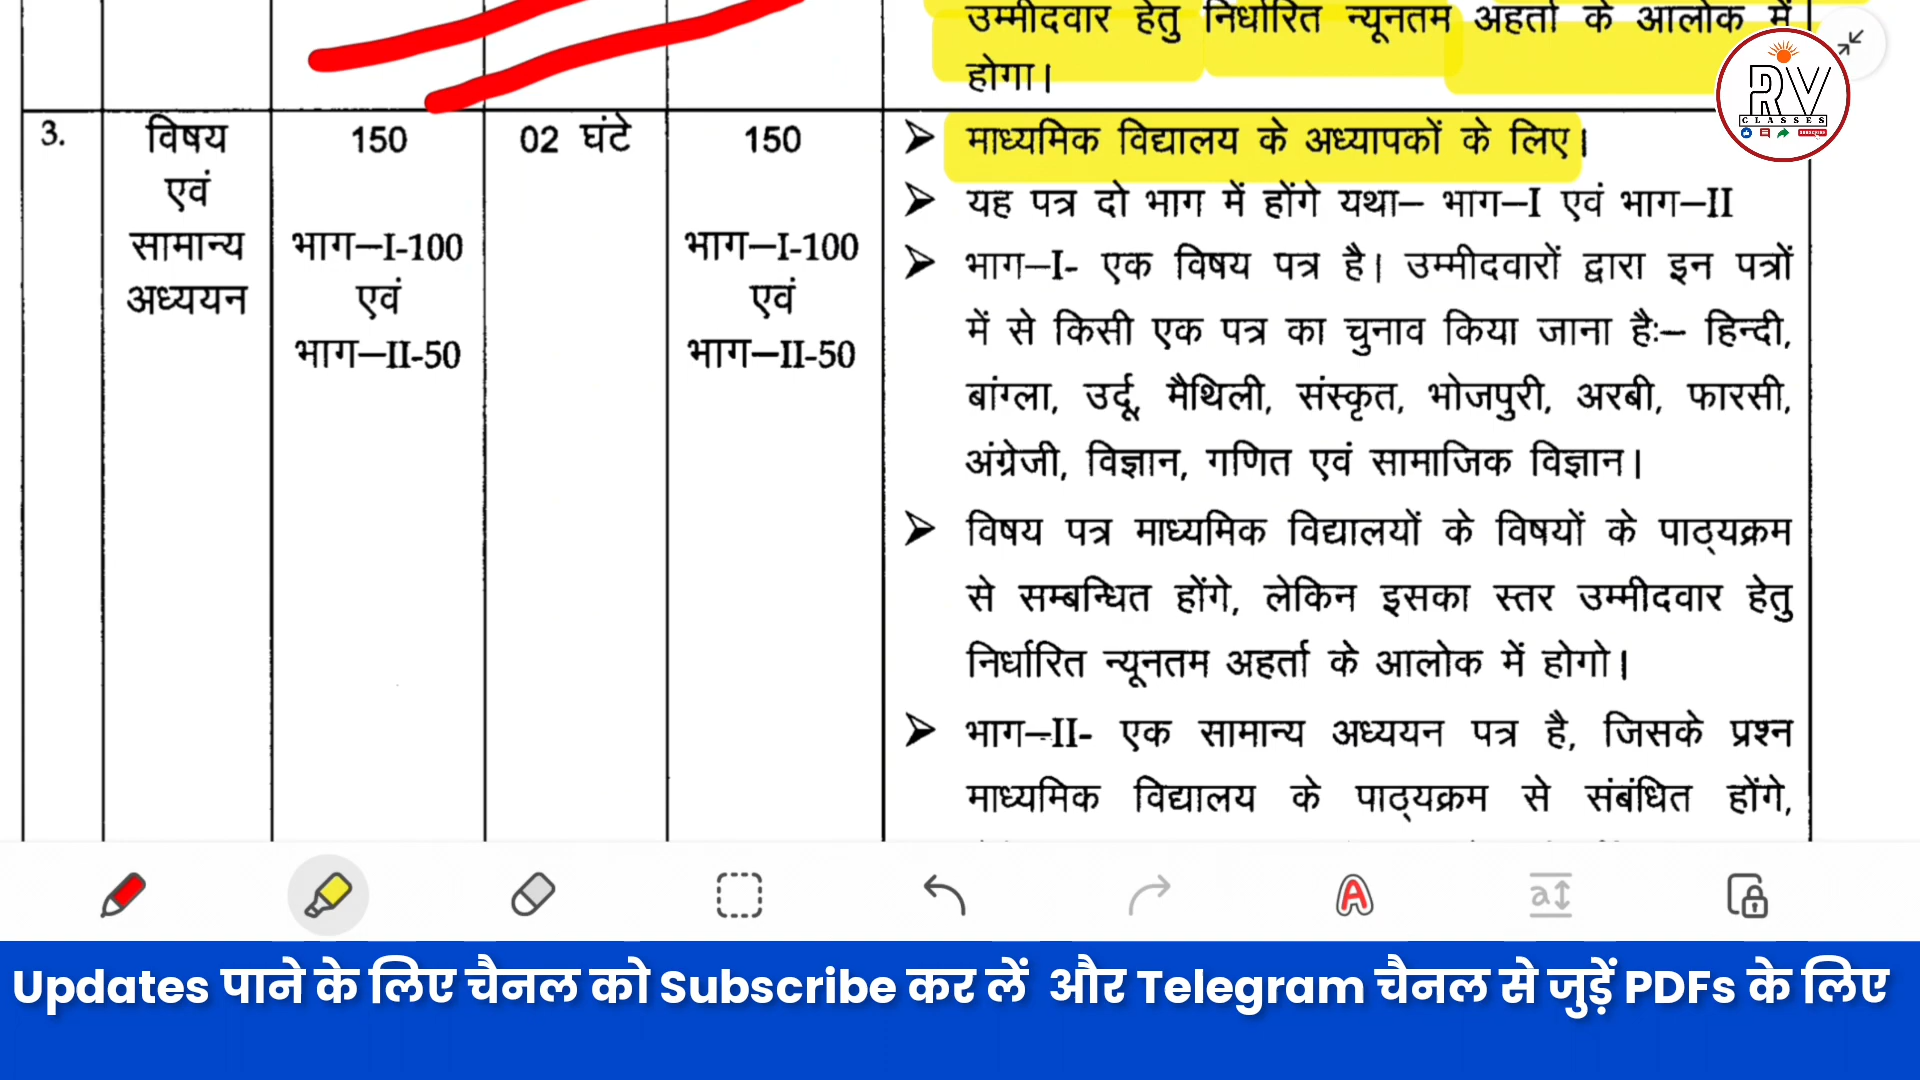 उम्मीदवार हेतु निर्धारित न्यूनतम अहर्ता के आलोक में
होगा।
RV
CLASSES
3.
विषय
एवं
सामान्य
अध्ययन
150
भाग–I-100
एवं
भाग–II-50
02 घंटे
150
भाग–I-100
एवं
भाग–II-50
➢ माध्यमिक विद्यालय के अध्यापकों के लिए।
➢ यह पत्र दो भाग में होंगे यथा– भाग–I एवं भाग–II
➢ भाग–I- एक विषय पत्र है। उम्मीदवारों द्वारा इन पत्रों
में से किसी एक पत्र का चुनाव किया जाना हैः– हिन्दी,
बांग्ला, उर्दू, मैथिली, संस्कृत, भोजपुरी, अरबी, फारसी,
अंग्रेजी, विज्ञान, गणित एवं सामाजिक विज्ञान।
➢ विषय पत्र माध्यमिक विद्यालयों के विषयों के पाठ्यक्रम
से सम्बन्धित होंगे, लेकिन इसका स्तर उम्मीदवार हेतु
निर्धारित न्यूनतम अहर्ता के आलोक में होगो।
➢ भाग–II- एक सामान्य अध्ययन पत्र है, जिसके प्रश्न
माध्यमिक विद्यालय के पाठ्यक्रम से संबंधित होंगे,
Updates पाने के लिए चैनल को Subscribe कर लें और Telegram चैनल से जुड़ें PDFs के लिए